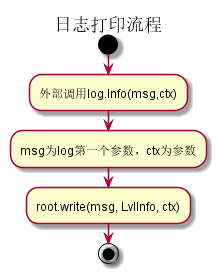 日志打印流程
外部调用log.Info(msg,ctx)
msg为log第一个参数，ctx为参数
root.write(msg, LvlInfo, ctx)